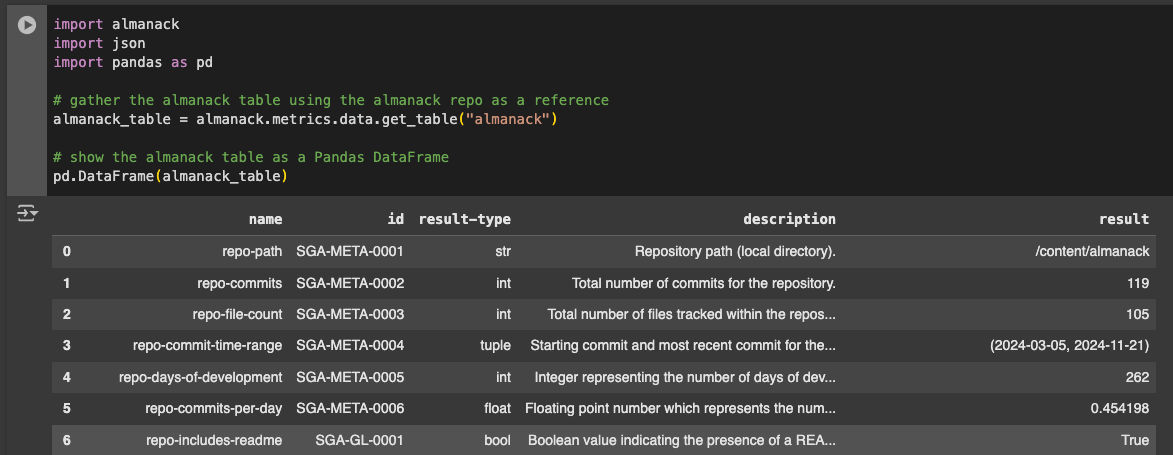 import almanack
import json
import pandas as pd
# gather the almanack table using the almanack repo as a reference
almanack_table = almanack.metrics.data.get_table("almanack")
# show the almanack table as a Pandas DataFrame
pd.DataFrame(almanack_table)
name id result-type description result
0 repo-path SGA-META-0001 str Repository path (local directory). /content/almanack
1 repo-commits SGA-META-0002 int Total number of commits for the repository. 119
2 repo-file-count SGA-META-0003 int Total number of files tracked within the repos... 105
3 repo-commit-time-range SGA-META-0004 tuple Starting commit and most recent commit for the... (2024-03-05, 2024-11-21)
4 repo-days-of-development SGA-META-0005 int Integer representing the number of days of dev... 262
5 repo-commits-per-day SGA-META-0006 float Floating point number which represents the num... 0.454198
6 repo-includes-readme SGA-GL-0001 bool Boolean value indicating the presence of a REA... True